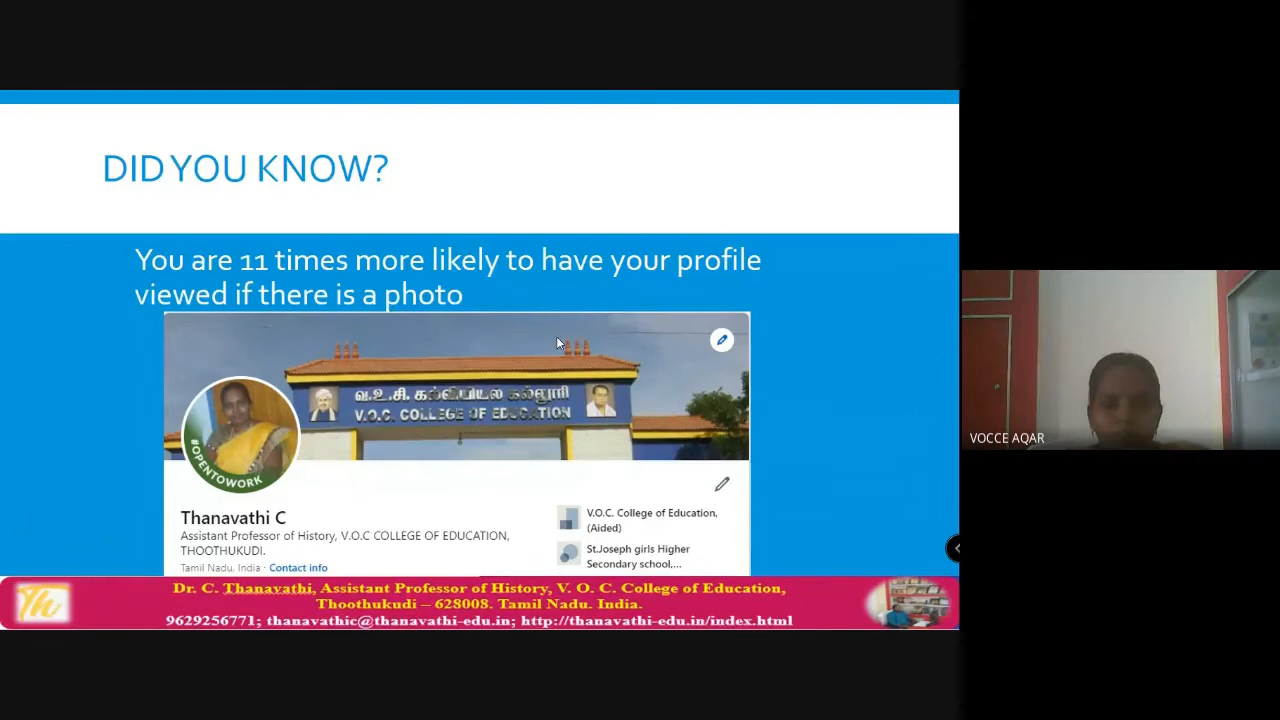 DID YOU KNOW?
You are 11 times more likely to have your profile
viewed if there is a photo
வ.உ.சி. கல்வியியல் கல்லூரி
V.O.C. COLLEGE OF EDUCATION
#OPENTOWORK
Thanavathi C
Assistant Professor of History, V.O.C COLLEGE OF EDUCATION,
THOOTHUKUDI.
Tamil Nadu, India · Contact info
V.O.C. College of Education,
(Aided)
St.Joseph girls Higher
Secondary school,...
VOCCE AQAR
Th
Dr. C. Thanavathi, Assistant Professor of History, V. O. C. College of Education,
Thoothukudi – 628008. Tamil Nadu. India.
9629256771; thanavathic@thanavathi-edu.in; http://thanavathi-edu.in/index.html